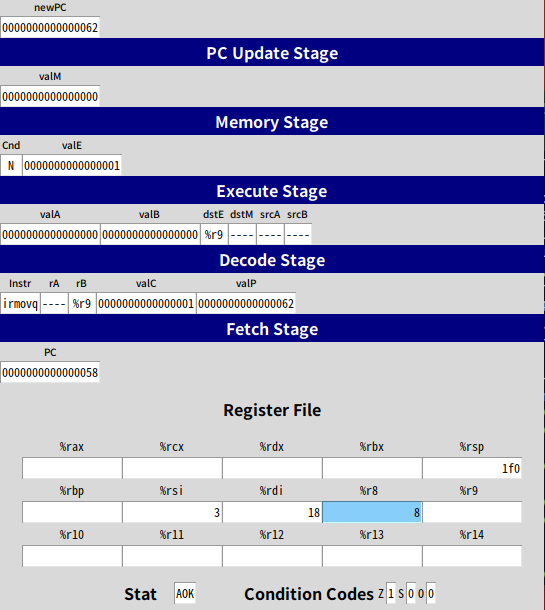 newPC
0000000000000062
PC Update Stage
valM
0000000000000000
Memory Stage
Cnd valE
N 0000000000000001
Execute Stage
valA valB dstE dstM srcA srcB
0000000000000000 0000000000000000 %r9 ---- ---- ----
Decode Stage
Instr rA rB valC valP
irmovq ---- %r9 0000000000000001 0000000000000062
Fetch Stage
PC
0000000000000058
Register File
%rax %rcx %rdx %rbx %rsp
1f0
%rbp %rsi %rdi %r8 %r9
3 18 8
%r10 %r11 %r12 %r13 %r14
Stat AOK Condition Codes Z 1 S 0 O 0